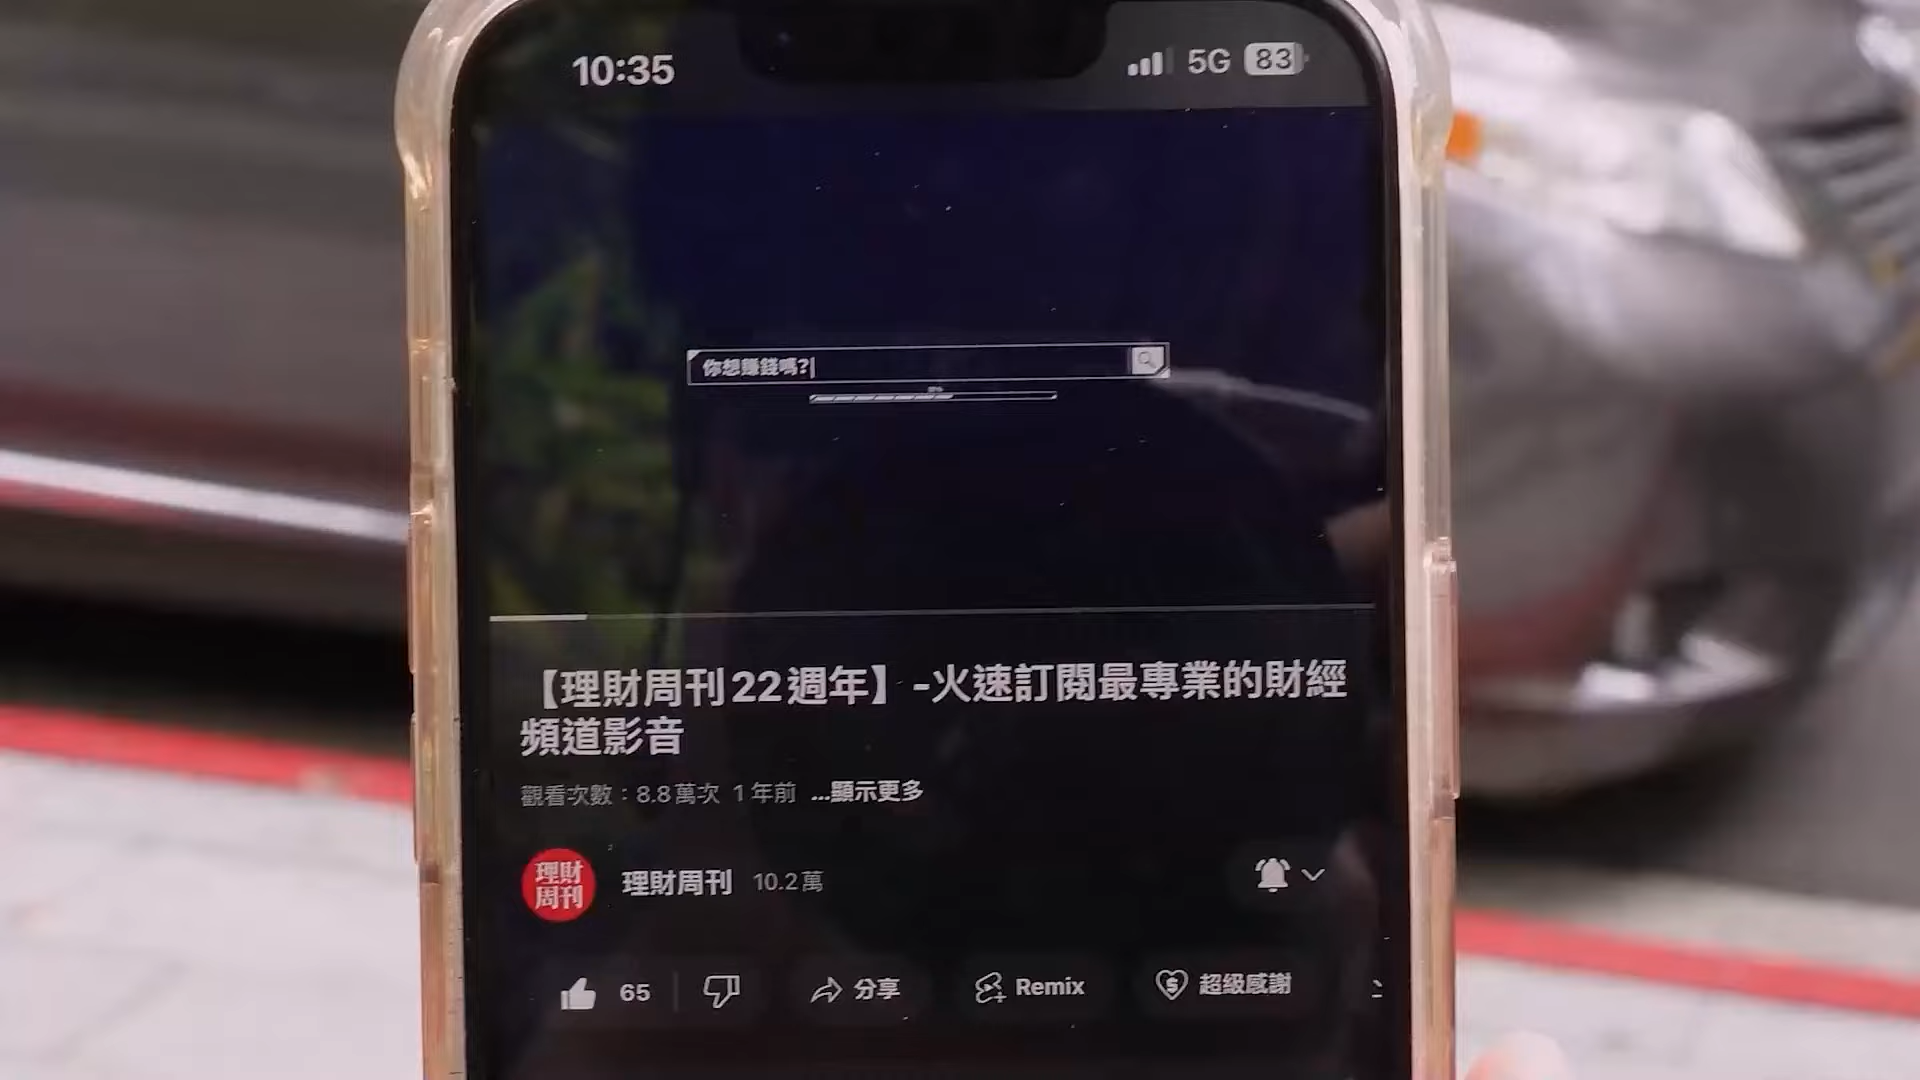 10:35
5G 83
你想賺錢嗎?
【理財周刊22週年】-火速訂閱最專業的財經
頻道影音
觀看次數:8.8萬次 1年前 ...顯示更多
理財
周刊
理財周刊 10.2萬
65 分享 Remix 超級感謝